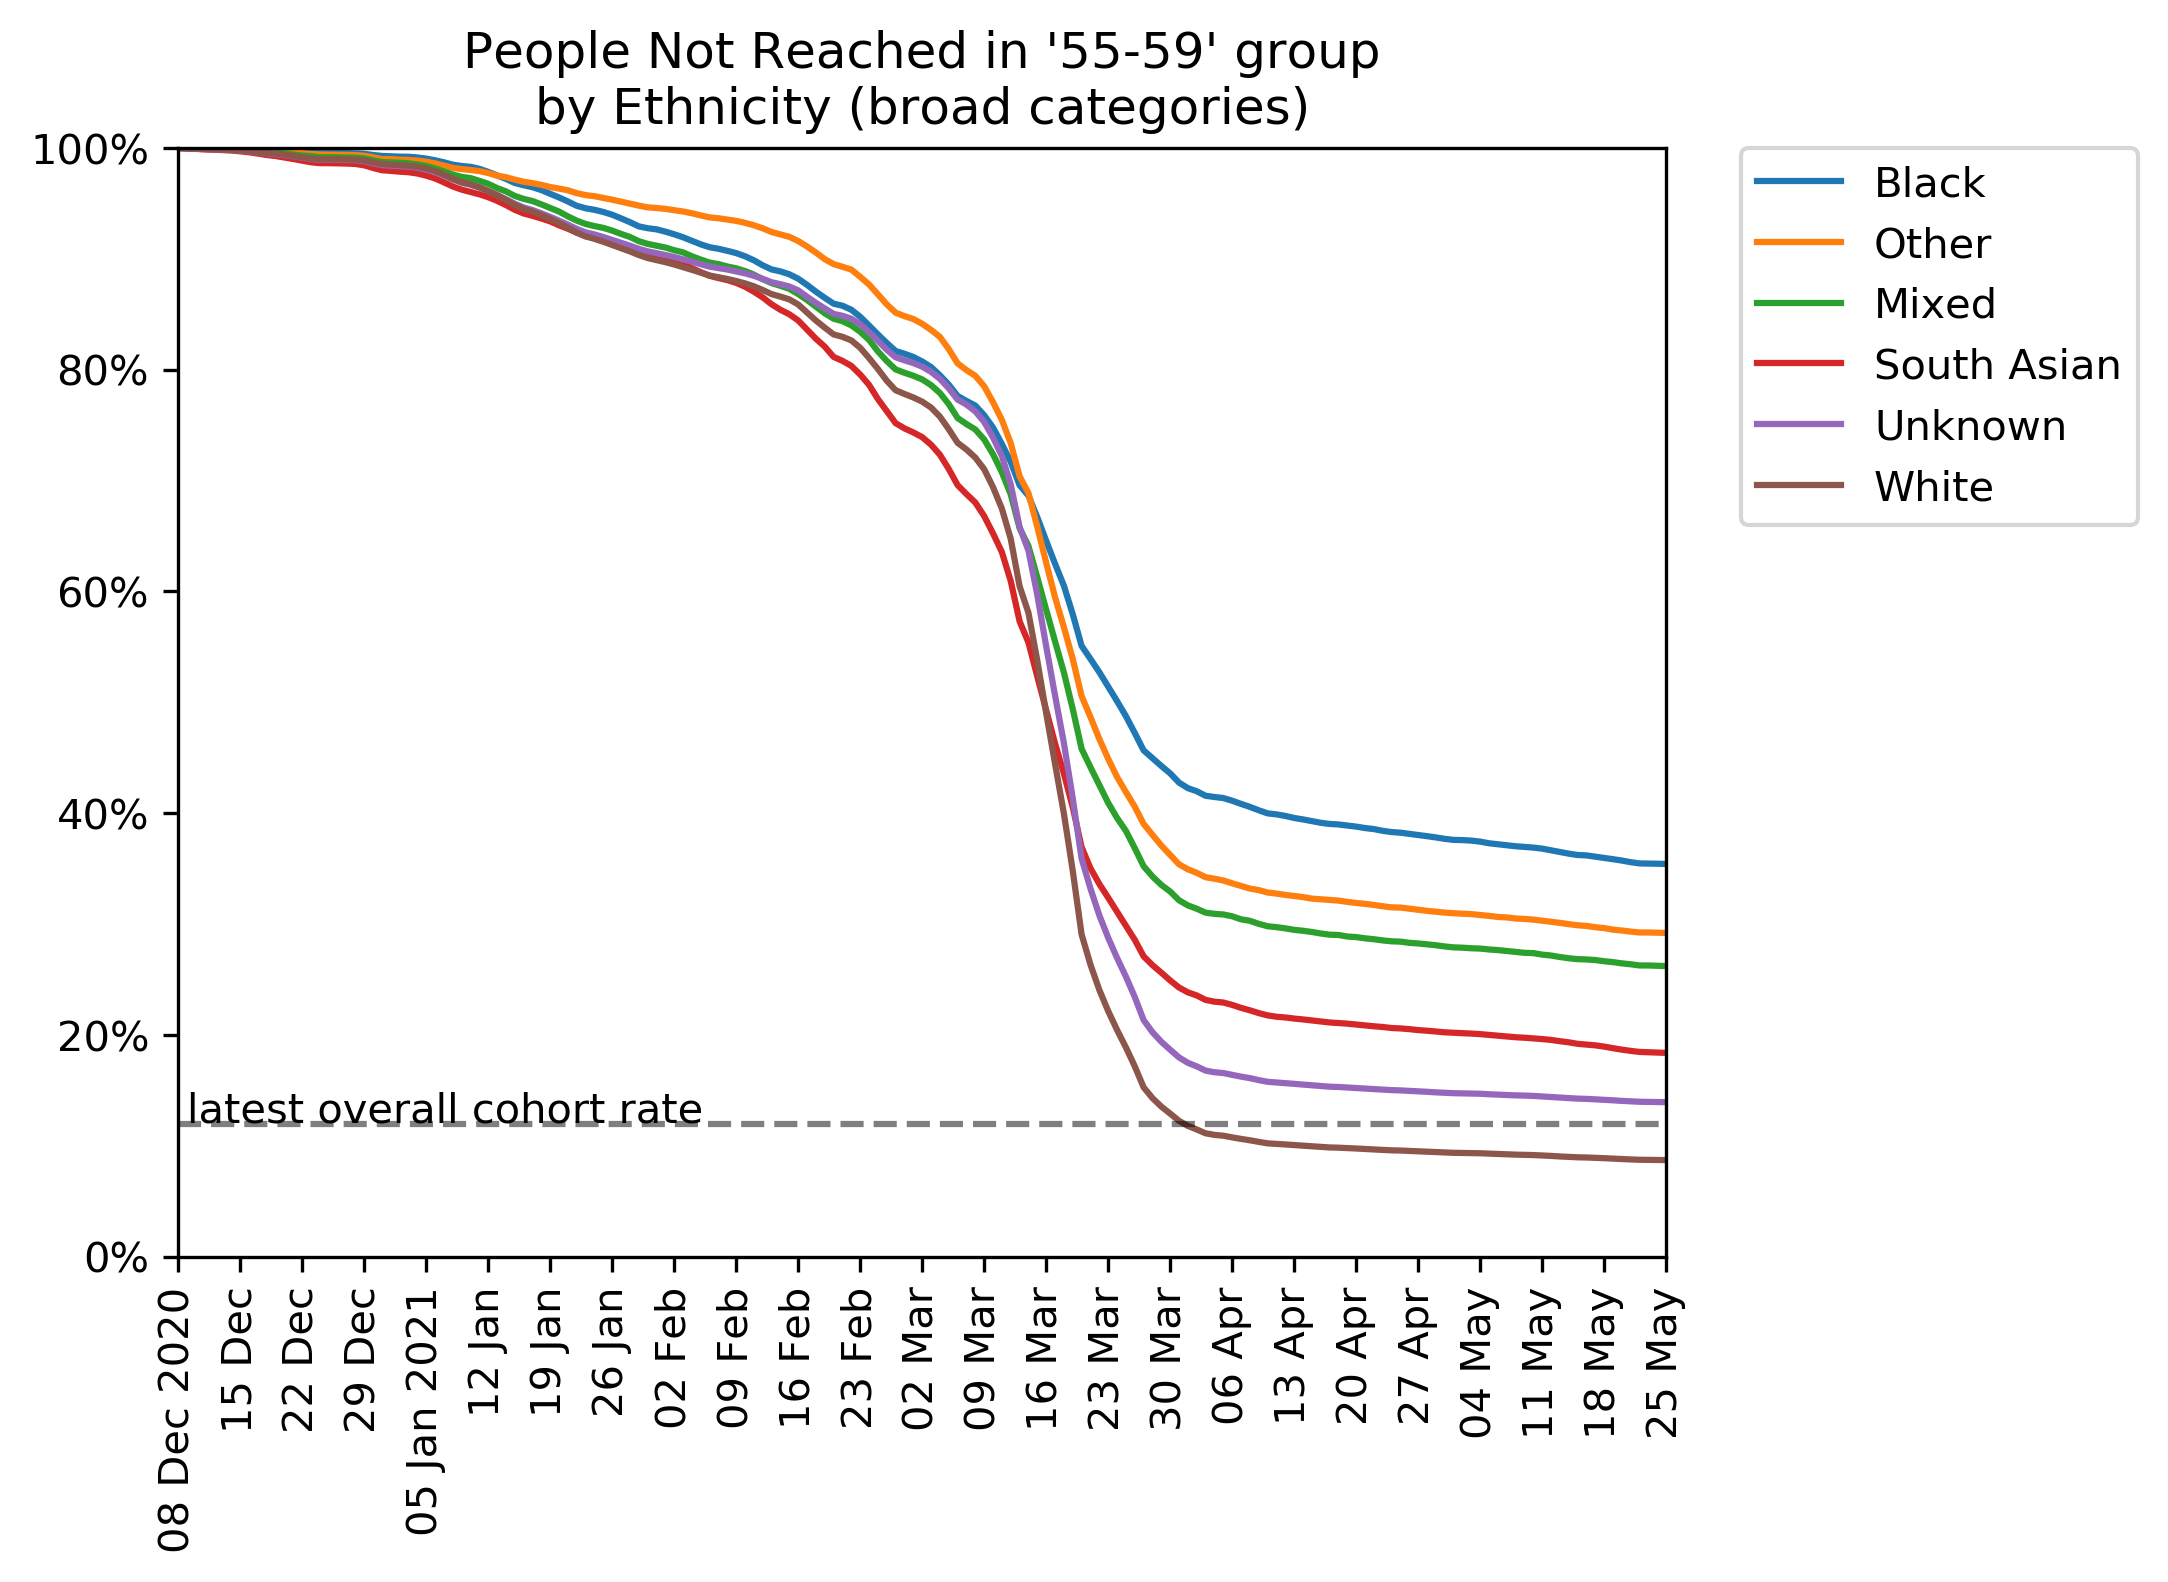 People Not Reached in '55-59' group
by Ethnicity (broad categories)
100%
80%
60%
40%
20%
0%
latest overall cohort rate
08 Dec 2020
15 Dec
22 Dec
29 Dec
05 Jan 2021
12 Jan
19 Jan
26 Jan
02 Feb
09 Feb
16 Feb
23 Feb
02 Mar
09 Mar
16 Mar
23 Mar
30 Mar
06 Apr
13 Apr
20 Apr
27 Apr
04 May
11 May
18 May
25 May
Black
Other
Mixed
South Asian
Unknown
White